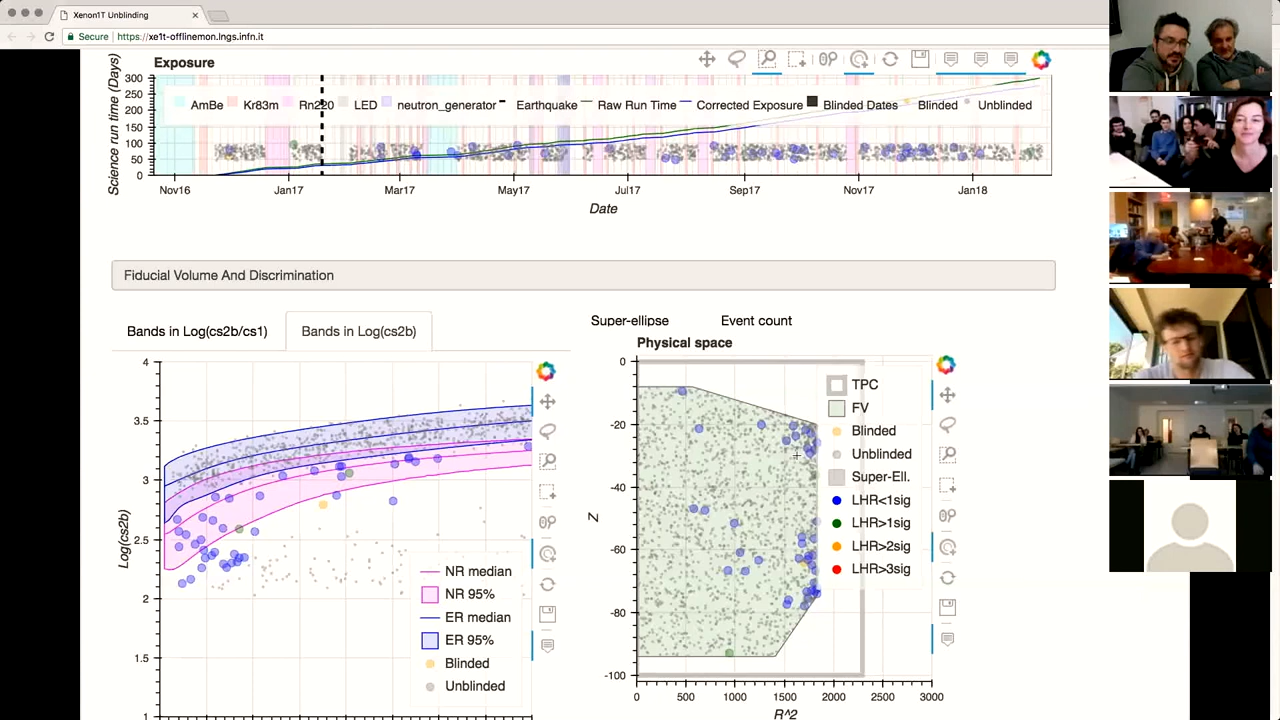 Xenon1T Unblinding
Secure | https://xe1t-offlinemon.lngs.infn.it
Exposure
Science run time (Days)
300
250
200
150
100
50
0
AmBe Kr83m Rn220 LED neutron_generator Earthquake Raw Run Time Corrected Exposure Blinded Dates Blinded Unblinded
Nov16 Jan17 Mar17 May17 Jul17 Sep17 Nov17 Jan18
Date
Fiducial Volume And Discrimination
Bands in Log(cs2b/cs1) Bands in Log(cs2b)
Super-ellipse Event count
Physical space
Log(cs2b)
4
3.5
3
2.5
2
1.5
1
NR median
NR 95%
ER median
ER 95%
Blinded
Unblinded
Z
0
-20
-40
-60
-80
-100
TPC
FV
Blinded
Unblinded
Super-Ell.
LHR<1sig
LHR>1sig
LHR>2sig
LHR>3sig
0 500 1000 1500 2000 2500 3000
R^2